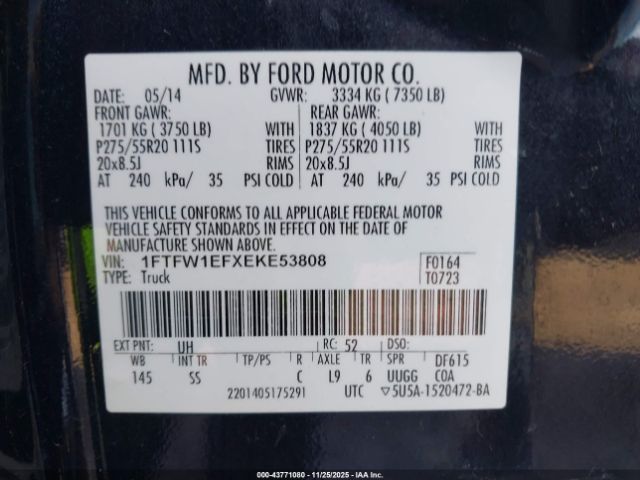 MFD. BY FORD MOTOR CO.
DATE: 05/14 GVWR: 3334 KG ( 7350 LB)
FRONT GAWR: REAR GAWR:
1701 KG ( 3750 LB) WITH 1837 KG ( 4050 LB) WITH
P275/55R20 111S TIRES P275/55R20 111S TIRES
20x8.5J RIMS 20x8.5J RIMS
AT 240 kPa/ 35 PSI COLD AT 240 kPa/ 35 PSI COLD
THIS VEHICLE CONFORMS TO ALL APPLICABLE FEDERAL MOTOR
VEHICLE SAFETY STANDARDS IN EFFECT ON THE DATE OF
MANUFACTURE SHOWN ABOVE.
VIN: 1FTFW1EFXEKE53808 F0164
TYPE: Truck T0723
EXT PNT: UH RC: 52 DSO:
WB INT TR TP/PS R AXLE TR SPR DF615
145 SS C L9 6 UUGG C0A
2201405175291 UTC ▽5U5A-1520472-BA
000-43771080 - 11/25/2025 - IAA Inc.